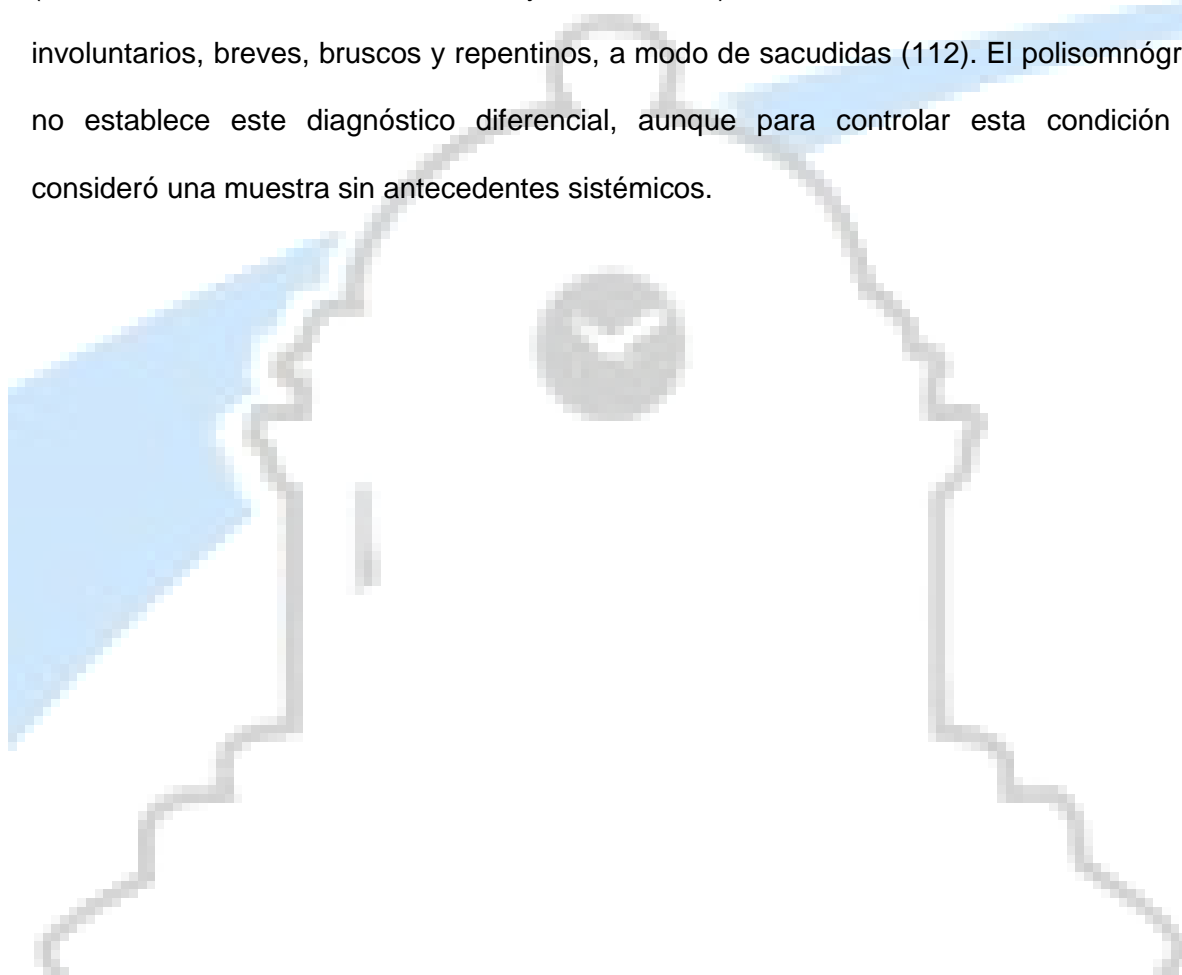 involuntarios, breves, bruscos y repentinos, a modo de sacudidas (112). El polisomnógr
no establece este diagnóstico diferencial, aunque para controlar esta condición
consideró una muestra sin antecedentes sistémicos.